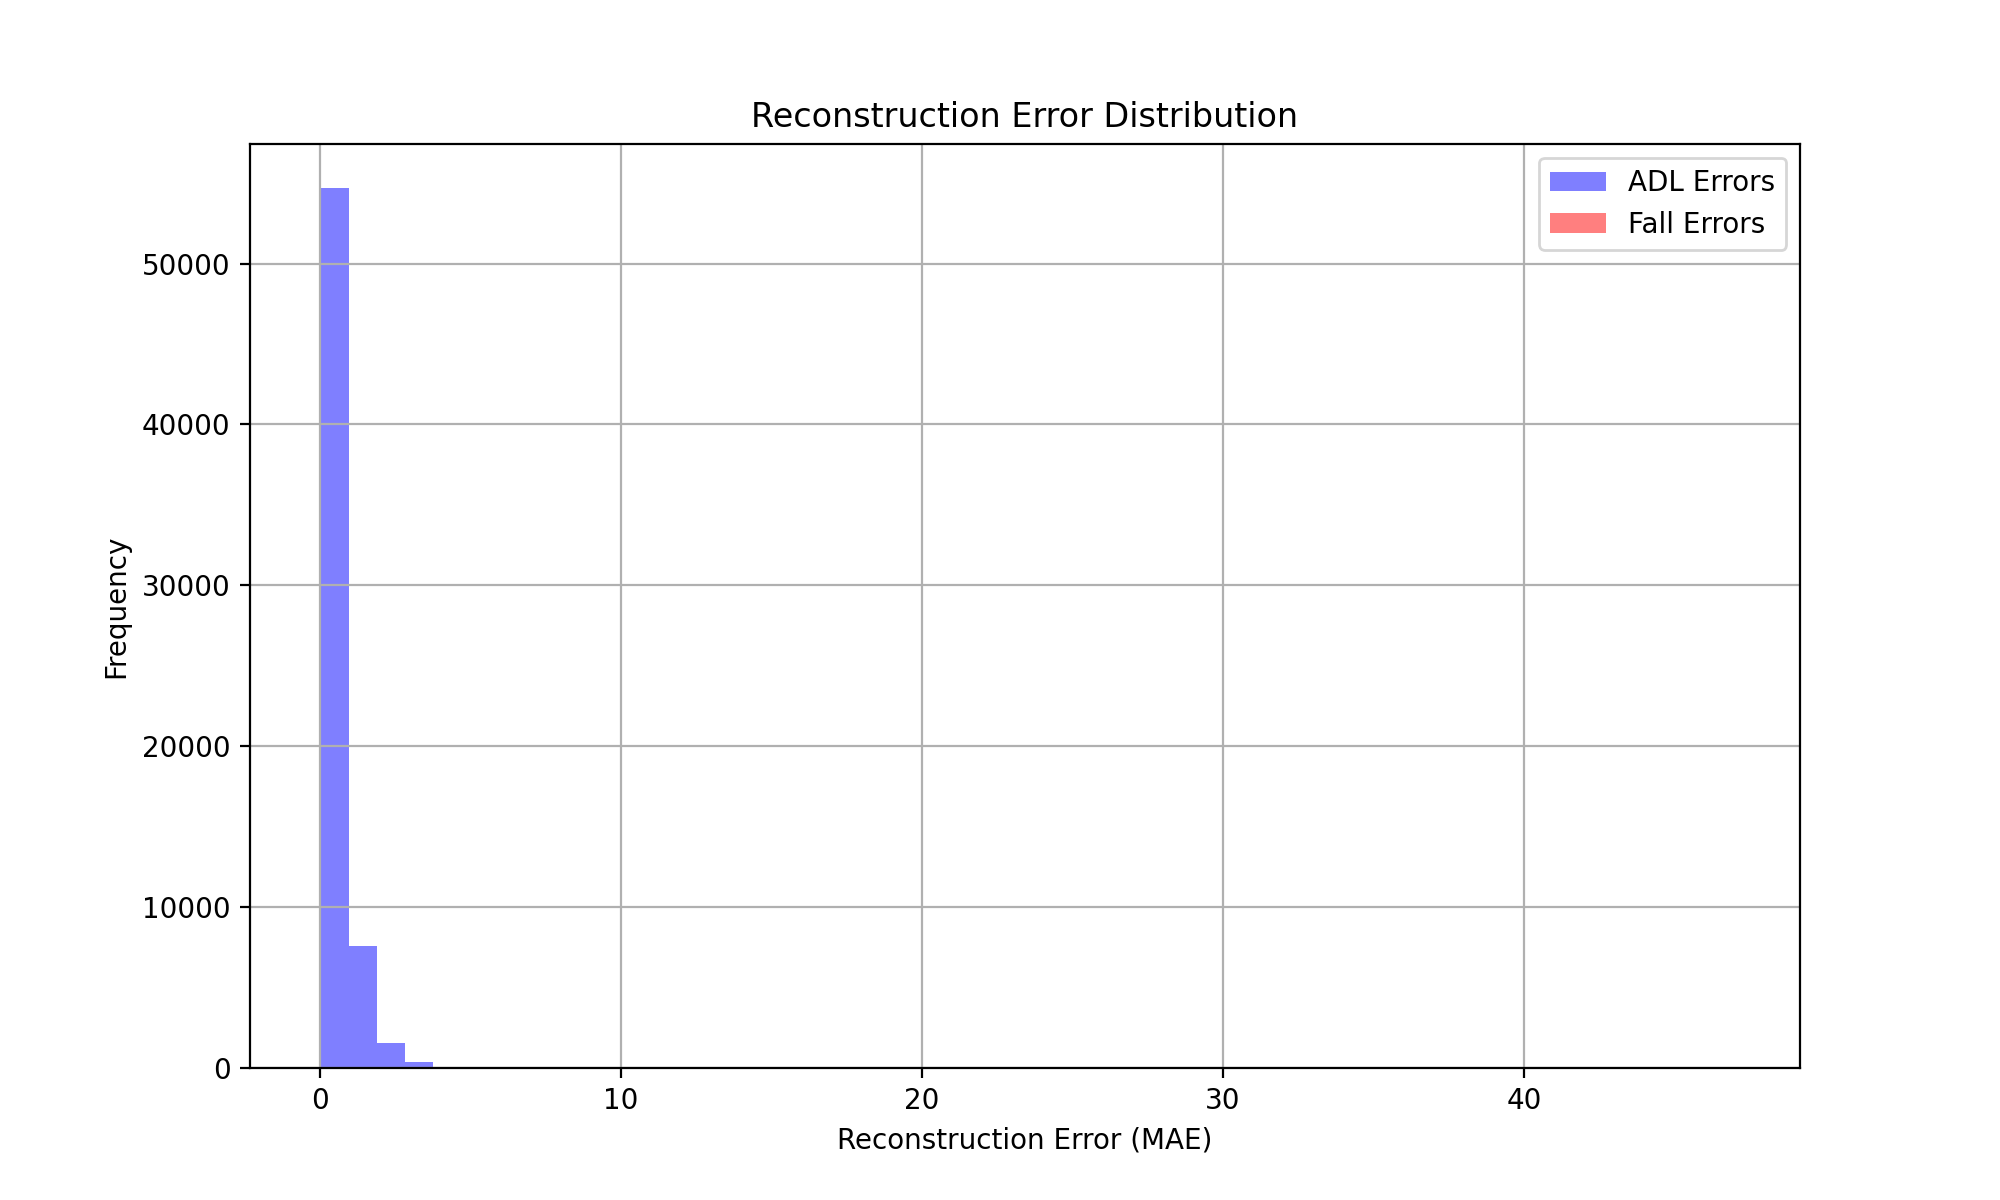 Reconstruction Error Distribution
ADL Errors
Fall Errors
50000
40000
30000
20000
10000
0
Frequency
0 10 20 30 40
Reconstruction Error (MAE)